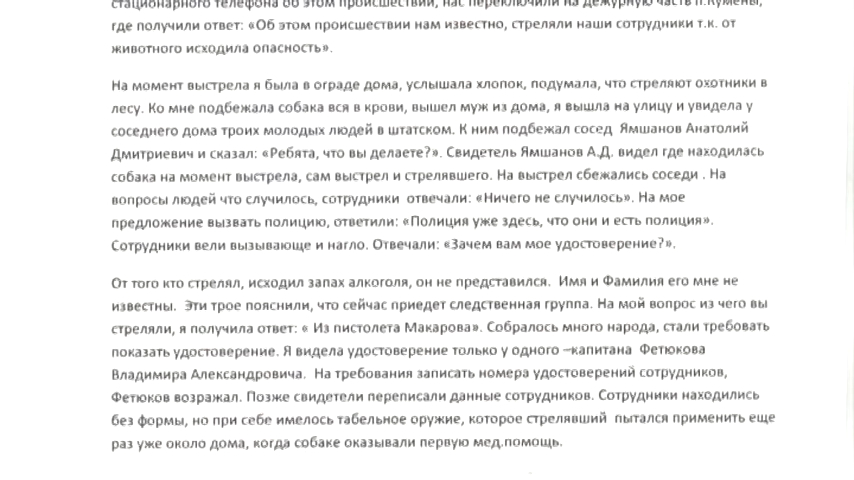 стационарного телефона об этом происшествии, нас переключили на дежурную часть п.Кумены,
где получили ответ: «Об этом происшествии нам известно, стреляли наши сотрудники т.к. от
животного исходила опасность».
На момент выстрела я была в ограде дома, услышала хлопок, подумала, что стреляют охотники в
лесу. Ко мне подбежала собака вся в крови, вышел муж из дома, я вышла на улицу и увидела у
соседнего дома троих молодых людей в штатском. К ним подбежал сосед  Ямшанов Анатолий
Дмитриевич и сказал: «Ребята, что вы делаете?». Свидетель Ямшанов А.Д. видел где находилась
собака на момент выстрела, сам выстрел и стрелявшего. На выстрел сбежались соседи . На
вопросы людей что случилось, сотрудники  отвечали: «Ничего не случилось». На мое
предложение вызвать полицию, ответили: «Полиция уже здесь, что они и есть полиция».
Сотрудники вели вызывающе и нагло. Отвечали: «Зачем вам мое удостоверение?».
От того кто стрелял, исходил запах алкоголя, он не представился.  Имя и Фамилия его мне не
известны.  Эти трое пояснили, что сейчас приедет следственная группа. На мой вопрос из чего вы
стреляли, я получила ответ: « Из пистолета Макарова». Собралось много народа, стали требовать
показать удостоверение. Я видела удостоверение только у одного –капитана  Фетюкова
Владимира Александровича.  На требования записать номера удостоверений сотрудников,
Фетюков возражал. Позже свидетели переписали данные сотрудников. Сотрудники находились
без формы, но при себе имелось табельное оружие, которое стрелявший  пытался применить еще
раз уже около дома, когда собаке оказывали первую мед.помощь.